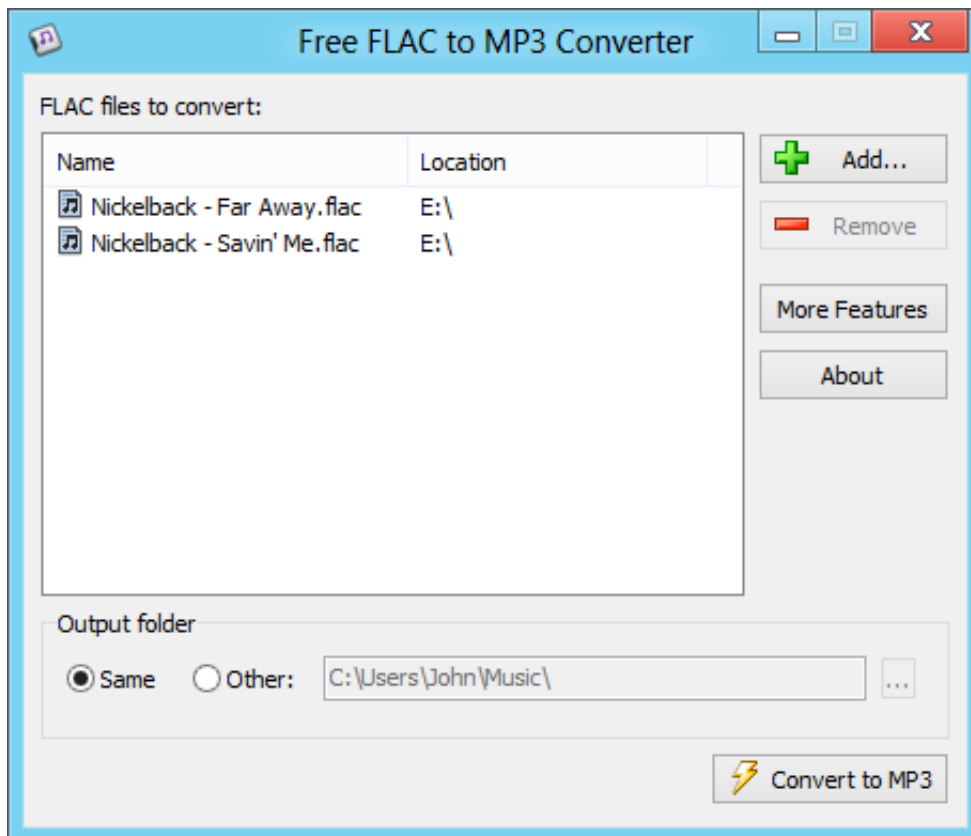 Free FLAC to MP3 Converter
FLAC files to convert:
Name Location
Nickelback - Far Away.flac E:\
Nickelback - Savin' Me.flac E:\
Add...
Remove
More Features
About
Output folder
Same Other: C:\Users\John\Music\ ...
Convert to MP3